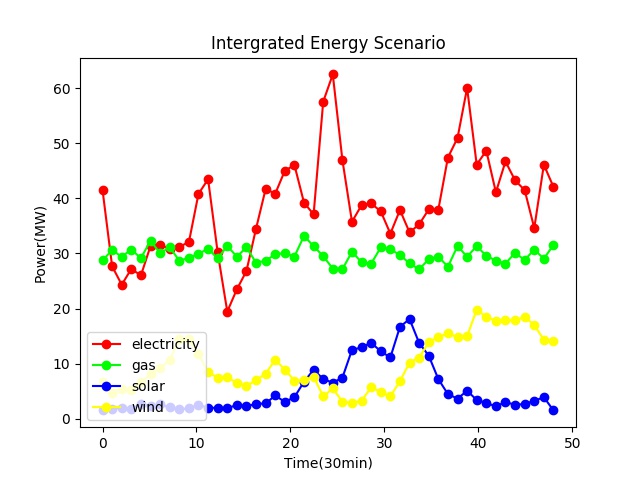 Intergrated Energy Scenario
Power(MW)
60
50
40
30
20
10
0
electricity
gas
solar
wind
0 10 20 30 40 50
Time(30min)